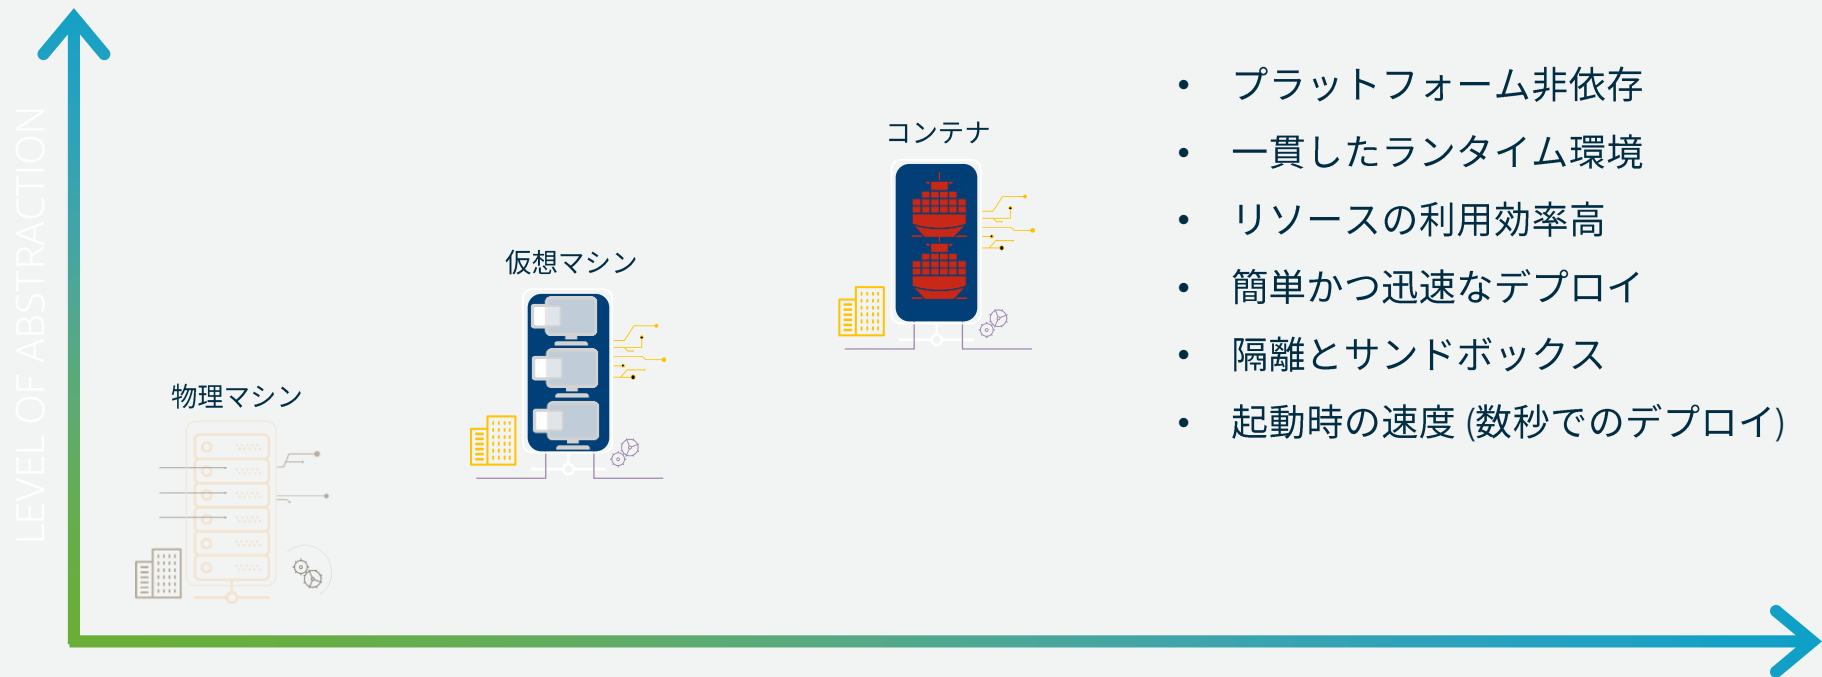 LEVEL OF ABSTRACTION
物理マシン
仮想マシン
コンテナ
• プラットフォーム非依存
• 一貫したランタイム環境
• リソースの利用効率高
• 簡単かつ迅速なデプロイ
• 隔離とサンドボックス
• 起動時の速度 (数秒でのデプロイ)